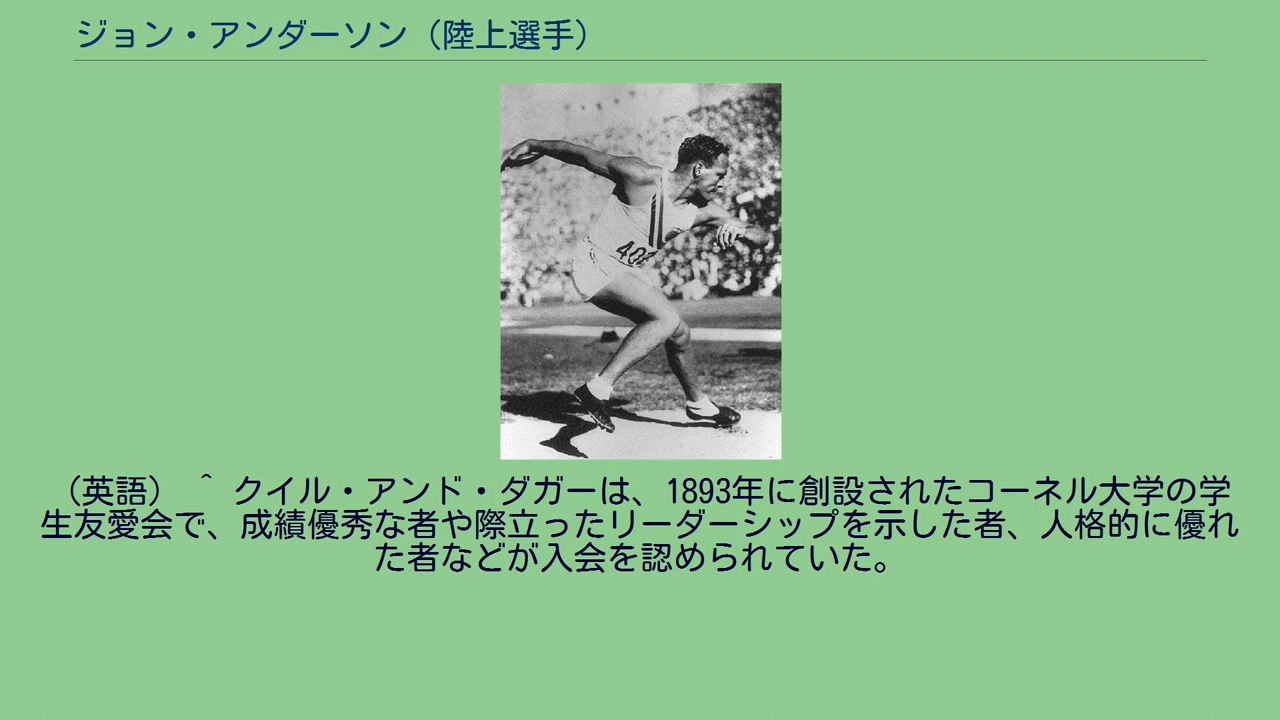 ジョン・アンダーソン（陸上選手）
40
（英語） ^ クイル・アンド・ダガーは、1893年に創設されたコーネル大学の学
生友愛会で、成績優秀な者や際立ったリーダーシップを示した者、人格的に優れ
た者などが入会を認められていた。